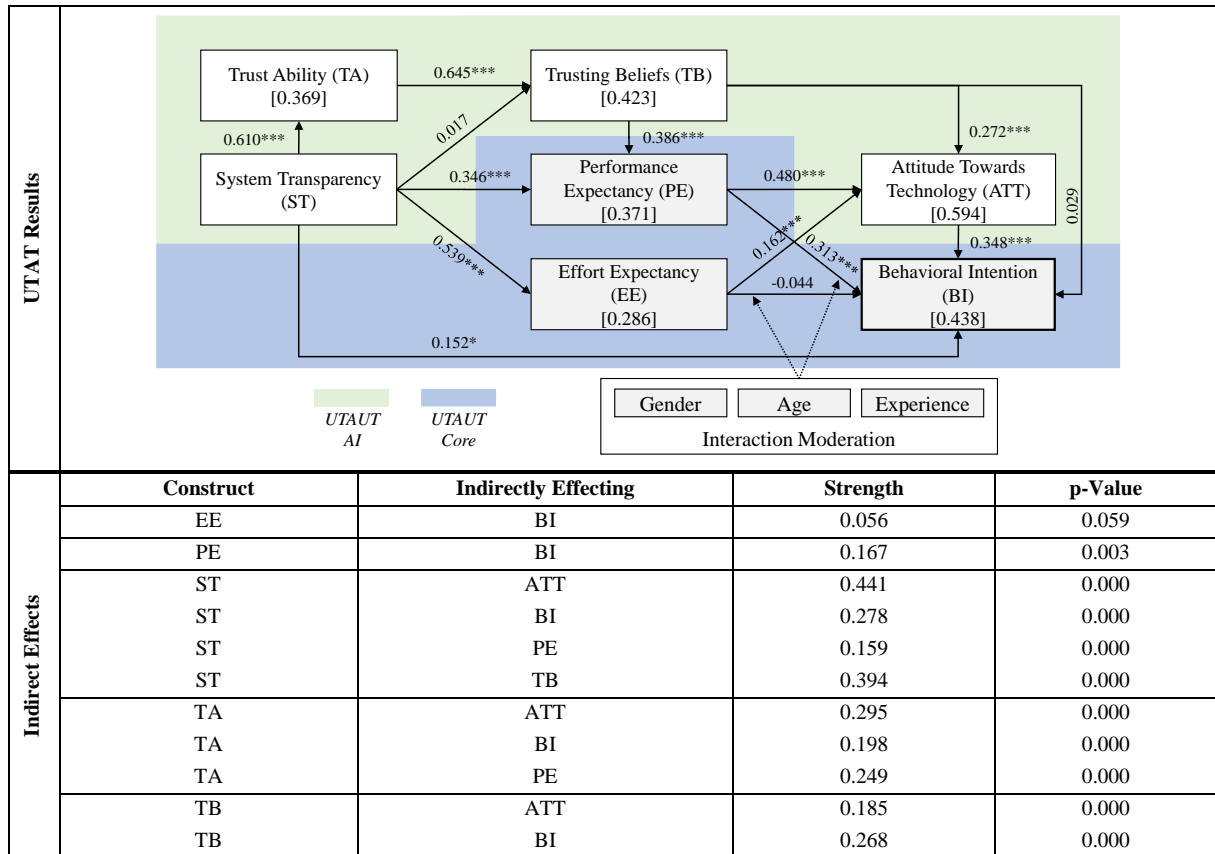 UTAT Results
Trust Ability (TA)
[0.369]
0.645***
Trusting Beliefs (TB)
[0.423]
0.610***
0.017
0.386***
0.272***
System Transparency
(ST)
0.346***
Performance
Expectancy (PE)
[0.371]
0.480***
Attitude Towards
Technology (ATT)
[0.594]
0.029
0.539***
0.162***
0.313***
0.348***
Effort Expectancy
(EE)
[0.286]
-0.044
Behavioral Intention
(BI)
[0.438]
0.152*
UTAUT
AI
UTAUT
Core
Gender Age Experience
Interaction Moderation
Indirect Effects
Construct Indirectly Effecting Strength p-Value
EE BI 0.056 0.059
PE BI 0.167 0.003
ST ATT 0.441 0.000
ST BI 0.278 0.000
ST PE 0.159 0.000
ST TB 0.394 0.000
TA ATT 0.295 0.000
TA BI 0.198 0.000
TA PE 0.249 0.000
TB ATT 0.185 0.000
TB BI 0.268 0.000